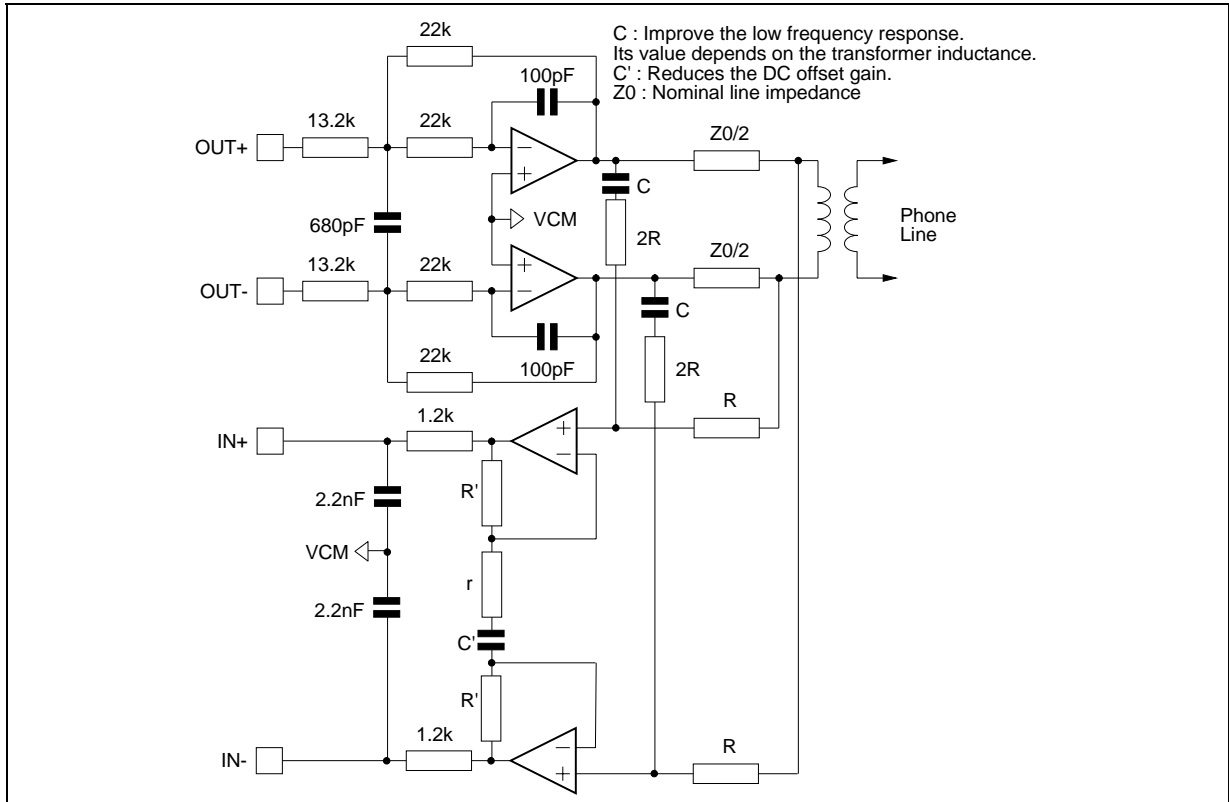 22k
C : Improve the low frequency response.
Its value depends on the transformer inductance.
C' : Reduces the DC offset gain.
Z0 : Nominal line impedance
100pF
13.2k
22k
Z0/2
OUT+
−
+
C
680pF
VCM
2R
Phone
Line
Z0/2
13.2k
22k
+
−
OUT-
C
22k
100pF
2R
R
1.2k
IN+
+
−
2.2nF
R'
VCM
r
2.2nF
C'
R'
1.2k
−
+
R
IN-